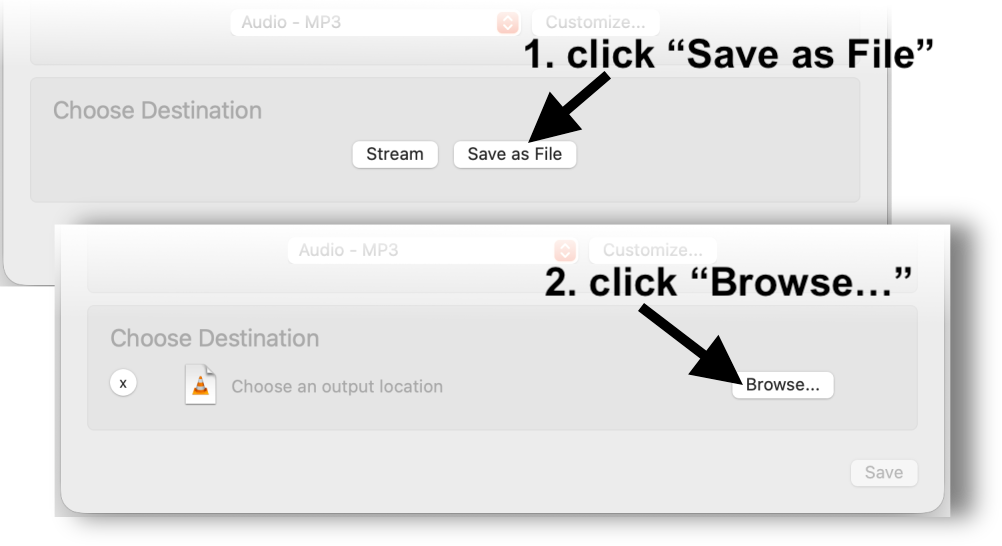 Audio - MP3 Customize...
1. click “Save as File”
Choose Destination
Stream Save as File
Audio - MP3 Customize...
2. click “Browse...”
Choose Destination
x Choose an output location Browse...
Save